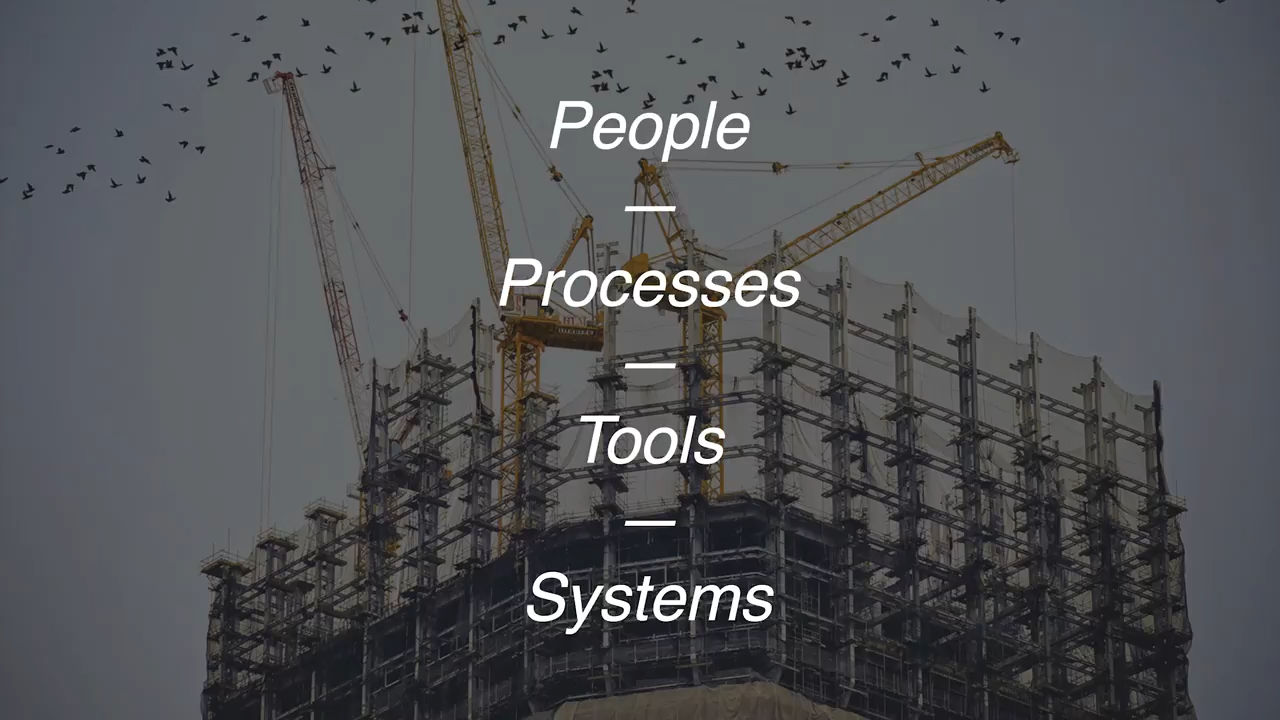 People
—
Processes
—
Tools
—
Systems